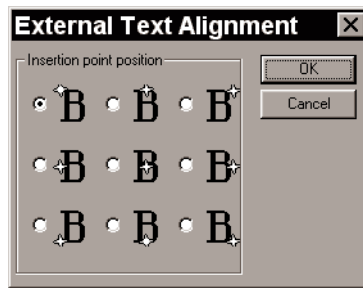 External Text Alignment
Insertion point position
B B B
B B B
B B B
OK
Cancel